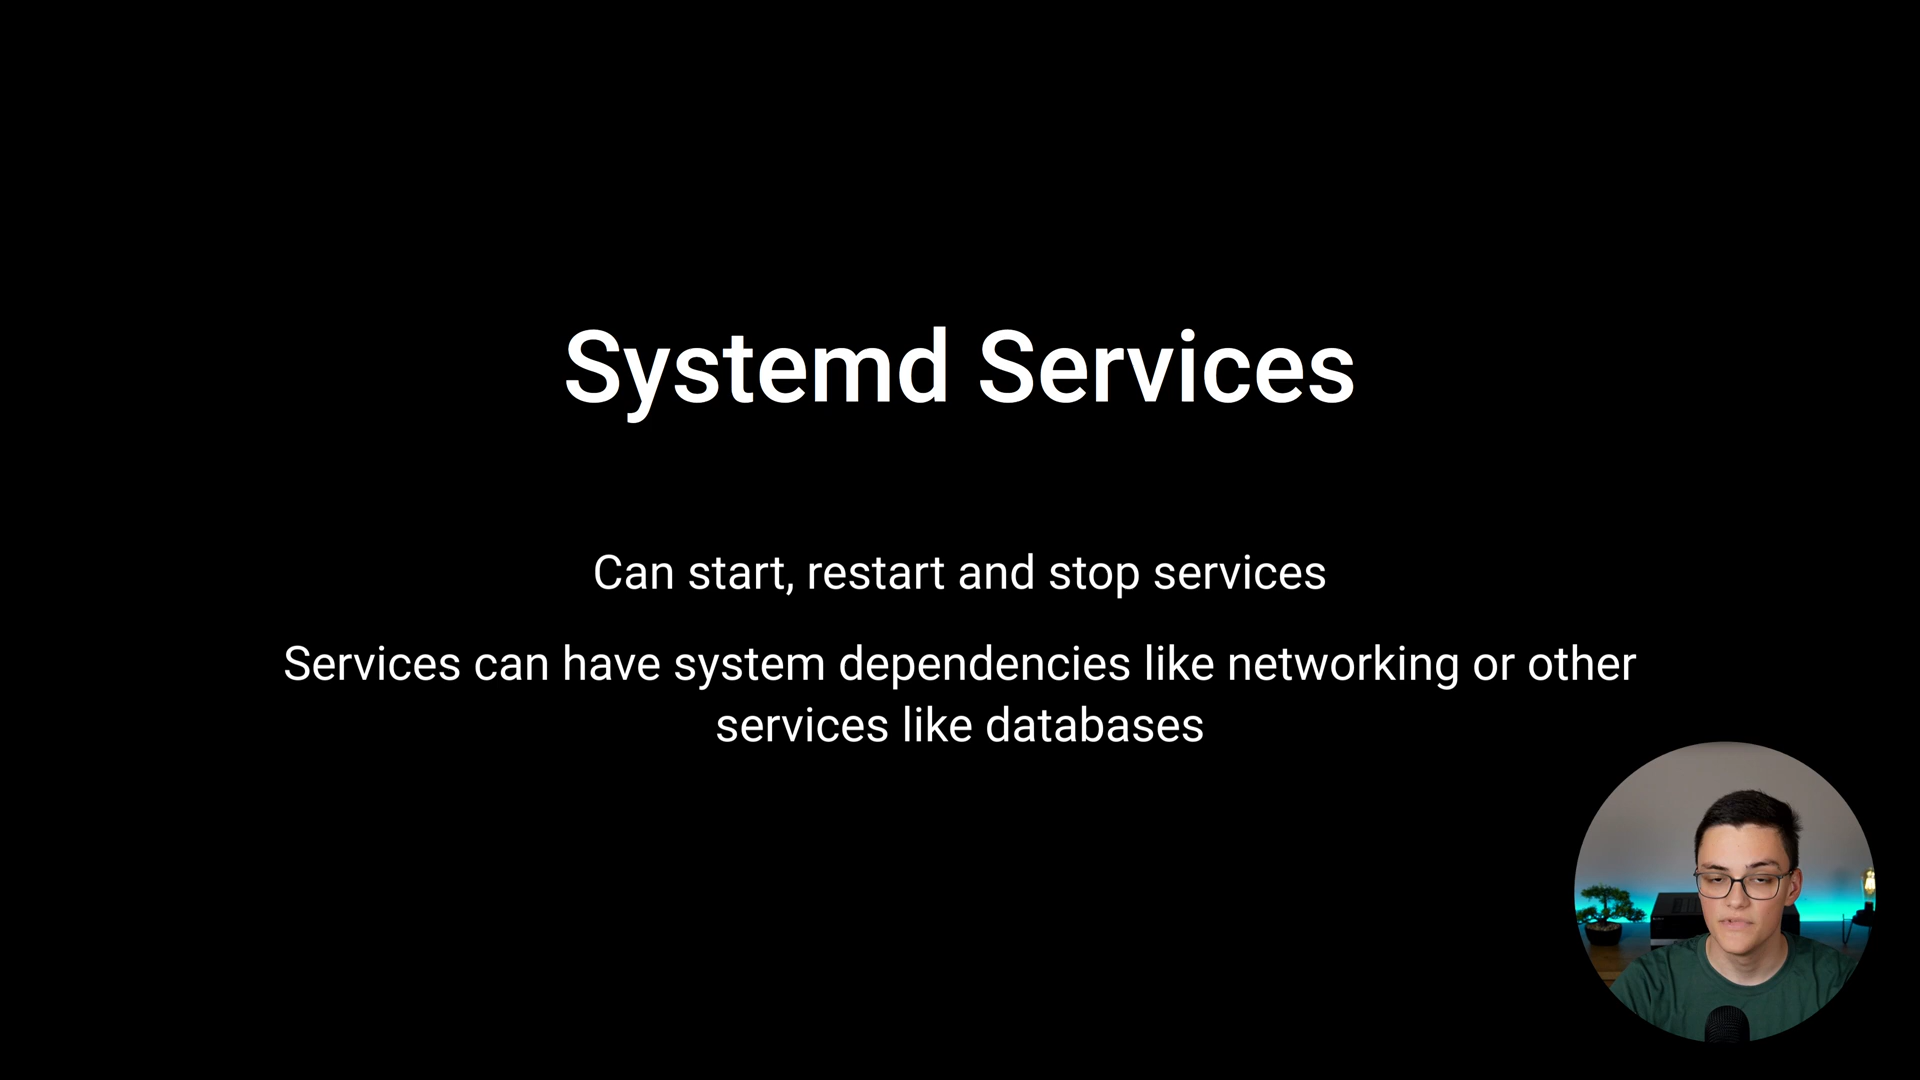 Systemd Services
Can start, restart and stop services
Services can have system dependencies like networking or other
services like databases